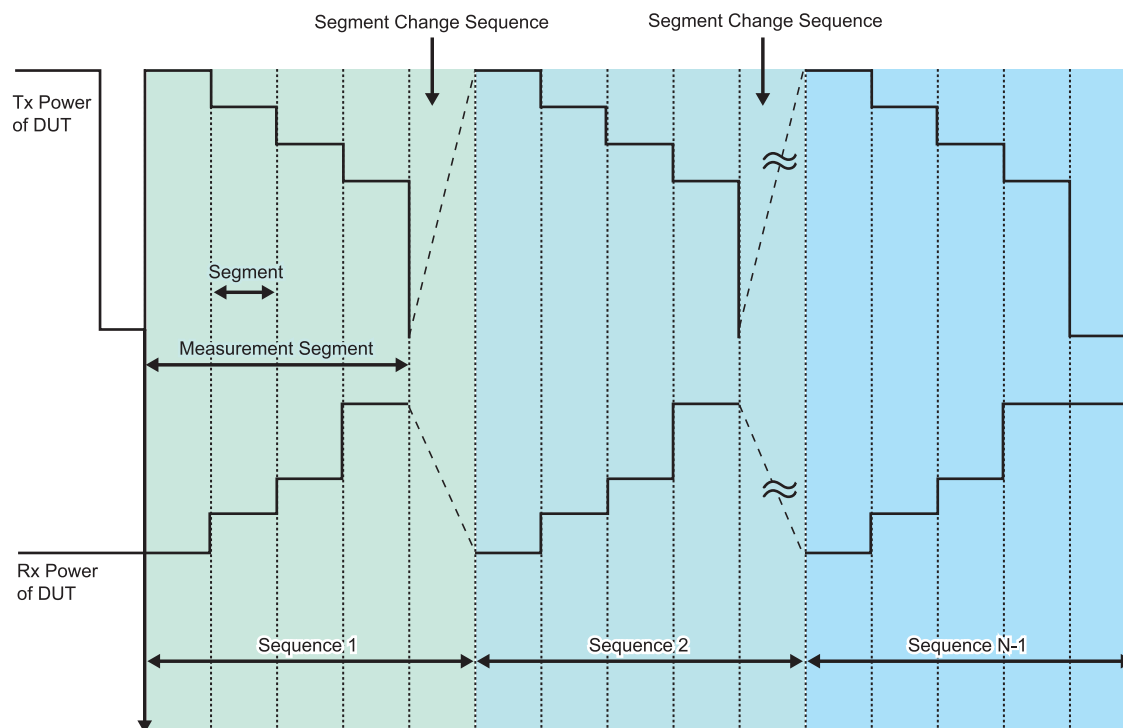 Segment Change Sequence
Segment Change Sequence
Tx Power
of DUT
Segment
Measurement Segment
Rx Power
of DUT
Sequence 1
Sequence 2
Sequence N-1